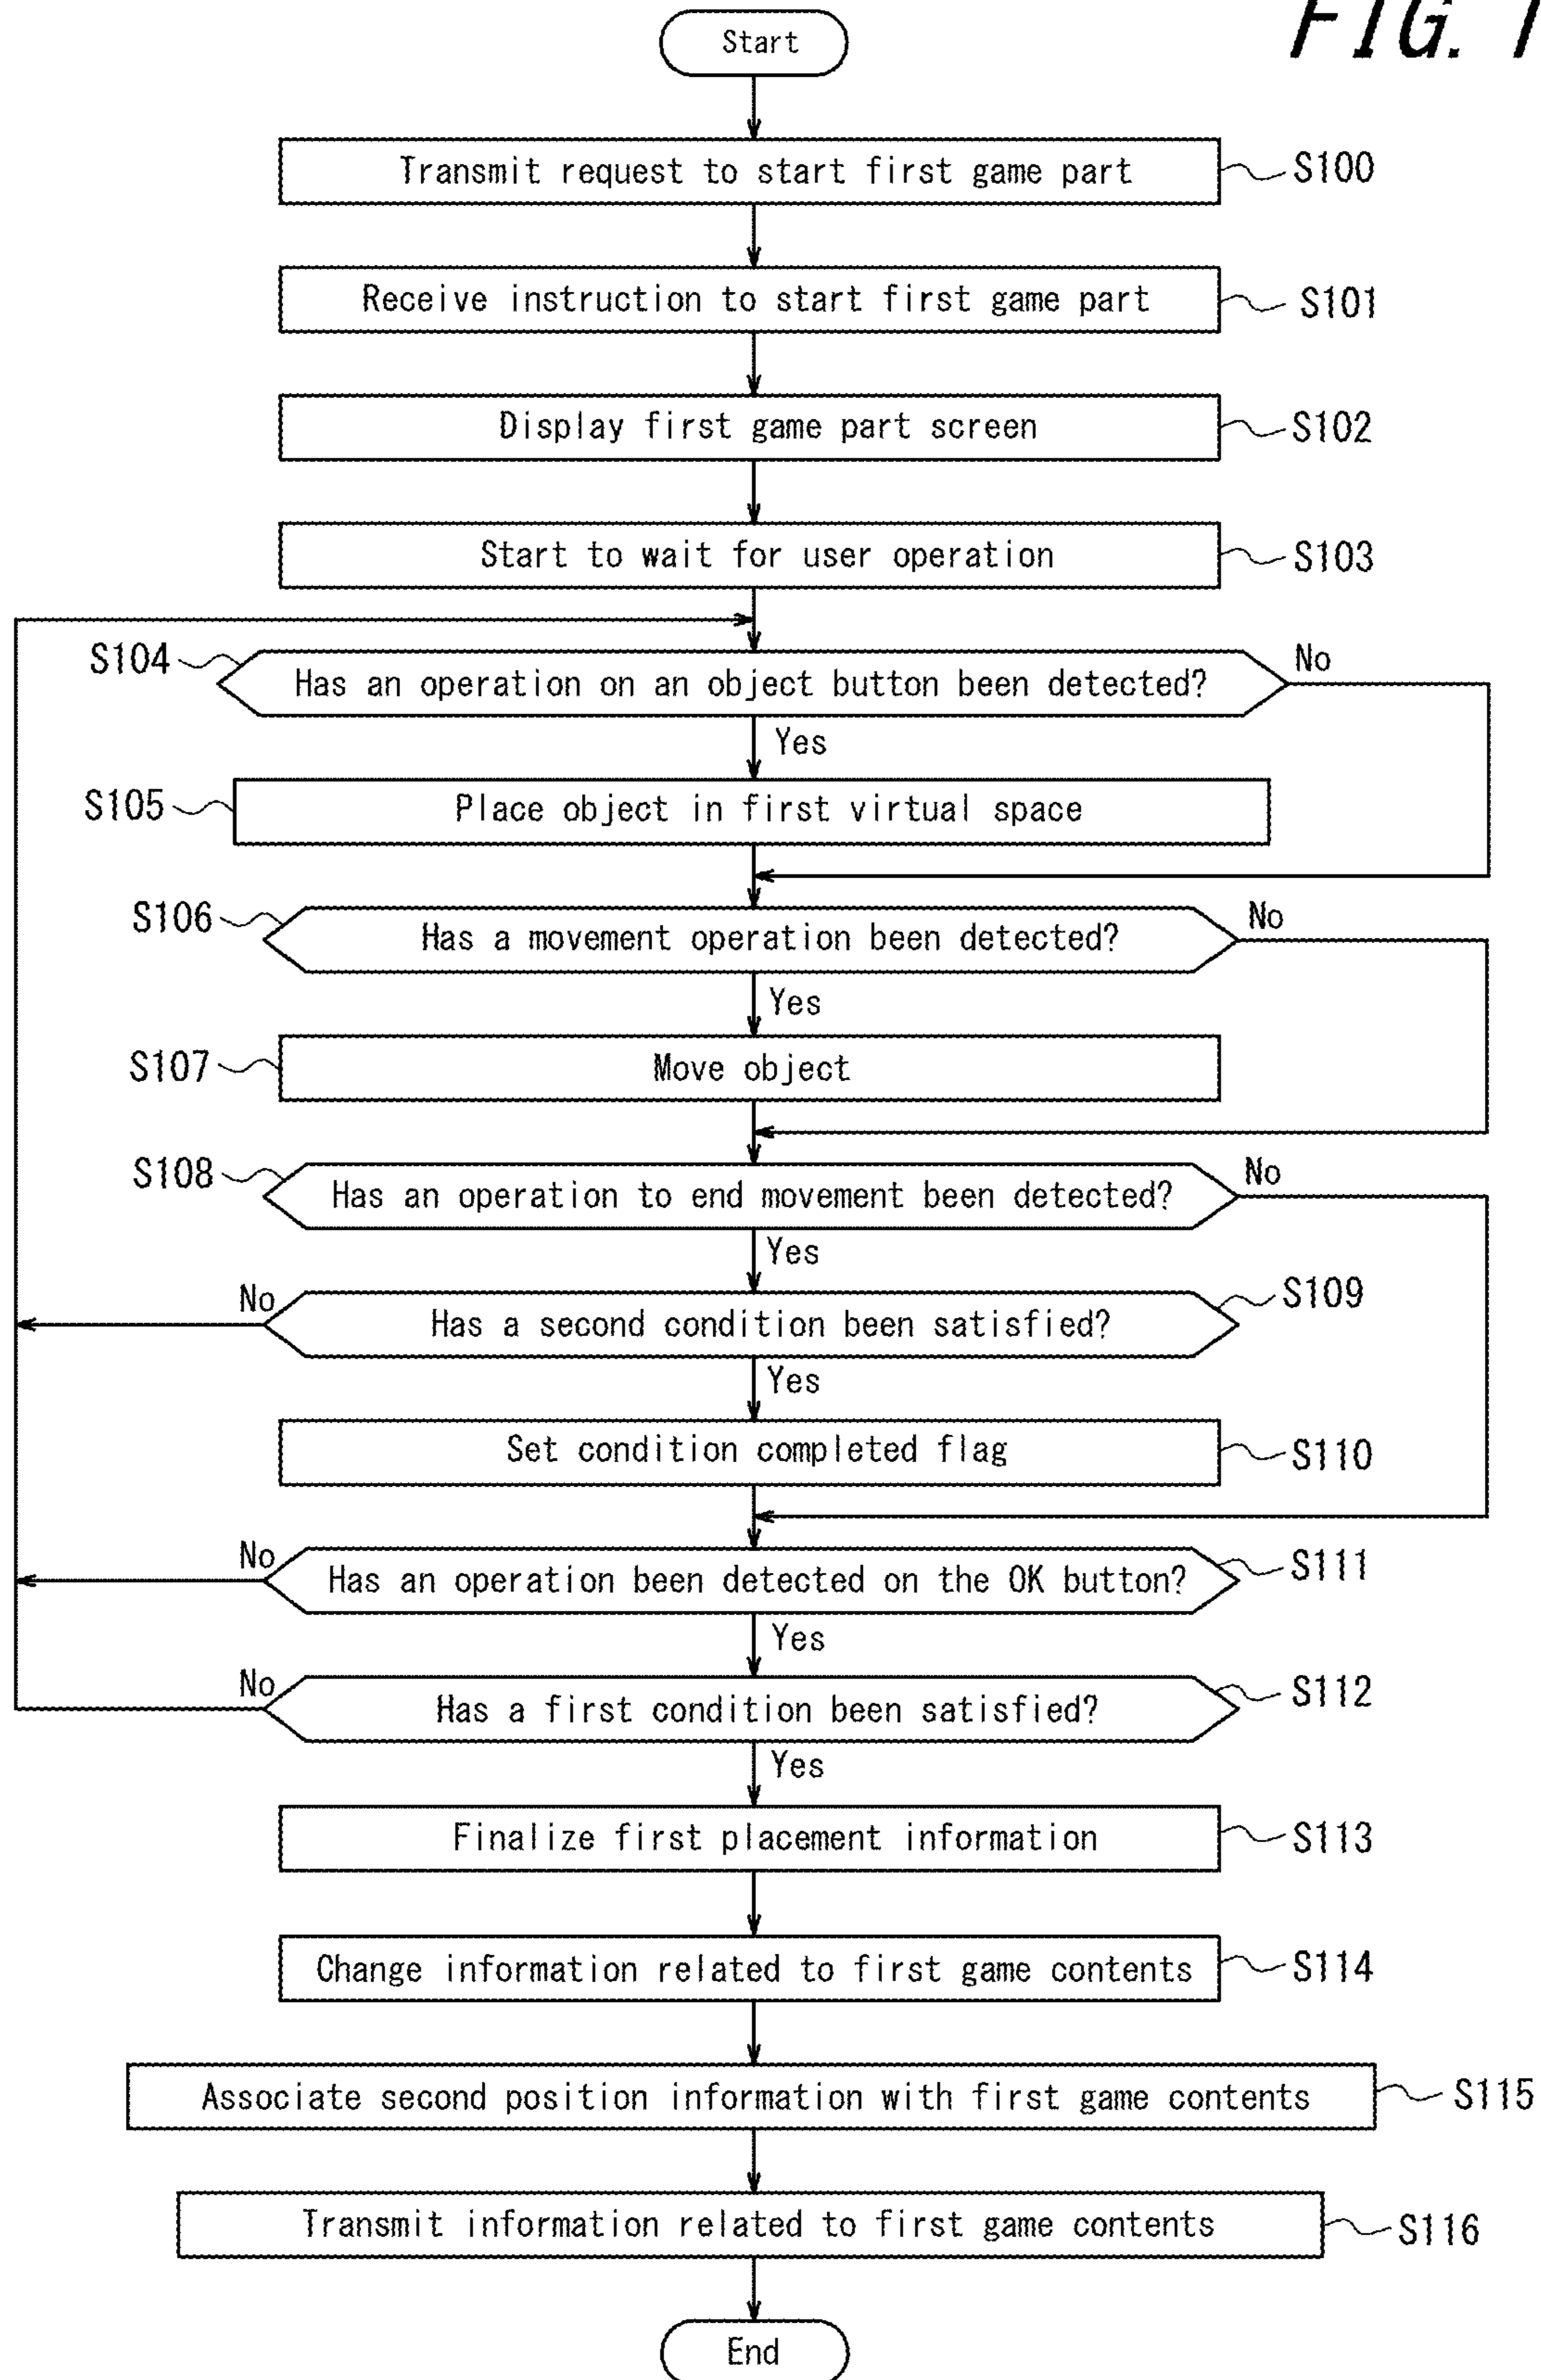 FIG. 1
Start
Transmit request to start first game part
S100
Receive instruction to start first game part
S101
Display first game part screen
S102
Start to wait for user operation
S103
S104
Has an operation on an object button been detected?
No
Yes
S105
Place object in first virtual space
S106
Has a movement operation been detected?
No
Yes
S107
Move object
S108
Has an operation to end movement been detected?
No
Yes
No
Has a second condition been satisfied?
S109
Yes
Set condition completed flag
S110
No
Has an operation been detected on the OK button?
S111
Yes
No
Has a first condition been satisfied?
S112
Yes
Finalize first placement information
S113
Change information related to first game contents
S114
Associate second position information with first game contents
S115
Transmit information related to first game contents
S116
End